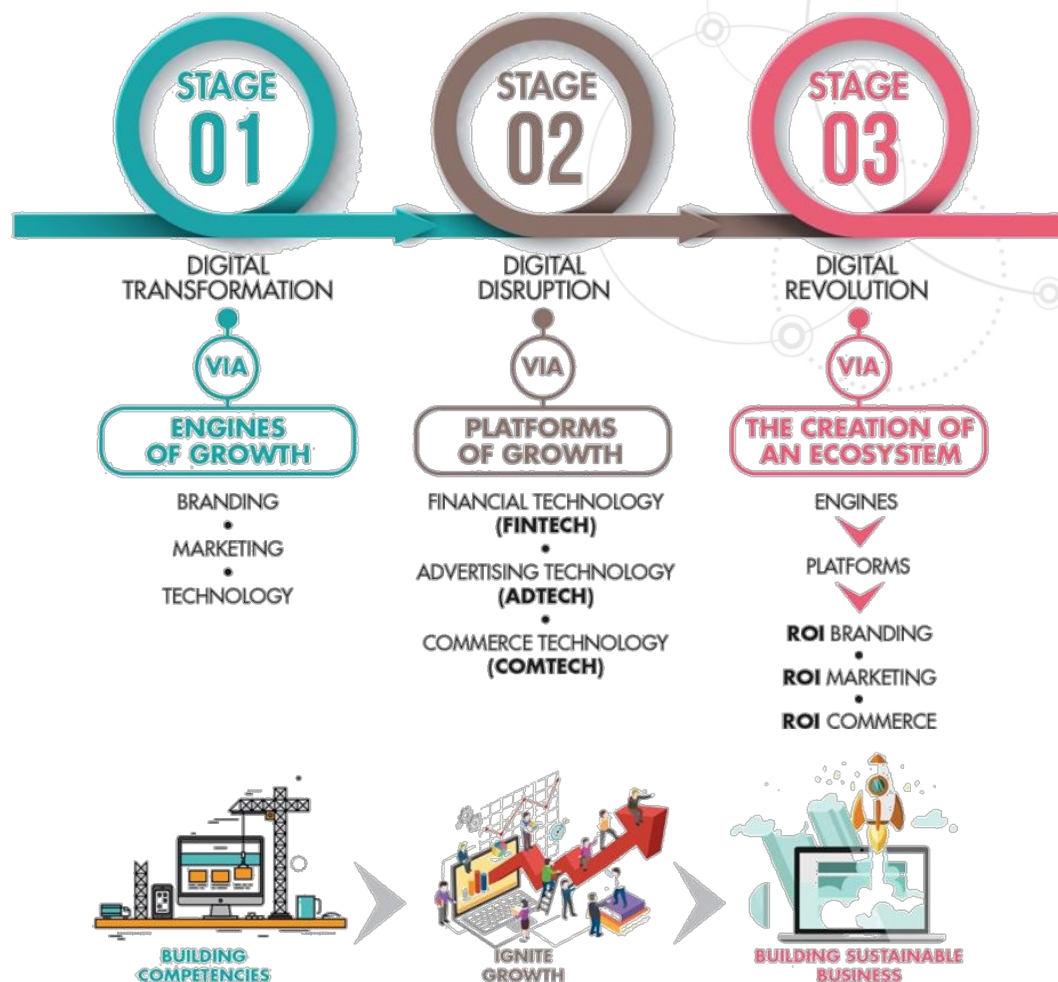 STAGE
01
DIGITAL
TRANSFORMATION
VIA
ENGINES
OF GROWTH
BRANDING
•
MARKETING
•
TECHNOLOGY
BUILDING
COMPETENCIES
STAGE
02
DIGITAL
DISRUPTION
VIA
PLATFORMS
OF GROWTH
FINANCIAL TECHNOLOGY
(FINTECH)
•
ADVERTISING TECHNOLOGY
(ADTECH)
•
COMMERCE TECHNOLOGY
(COMTECH)
IGNITE
GROWTH
STAGE
03
DIGITAL
REVOLUTION
VIA
THE CREATION OF
AN ECOSYSTEM
ENGINES
PLATFORMS
ROI BRANDING
•
ROI MARKETING
•
ROI COMMERCE
BUILDING SUSTAINABLE
BUSINESS